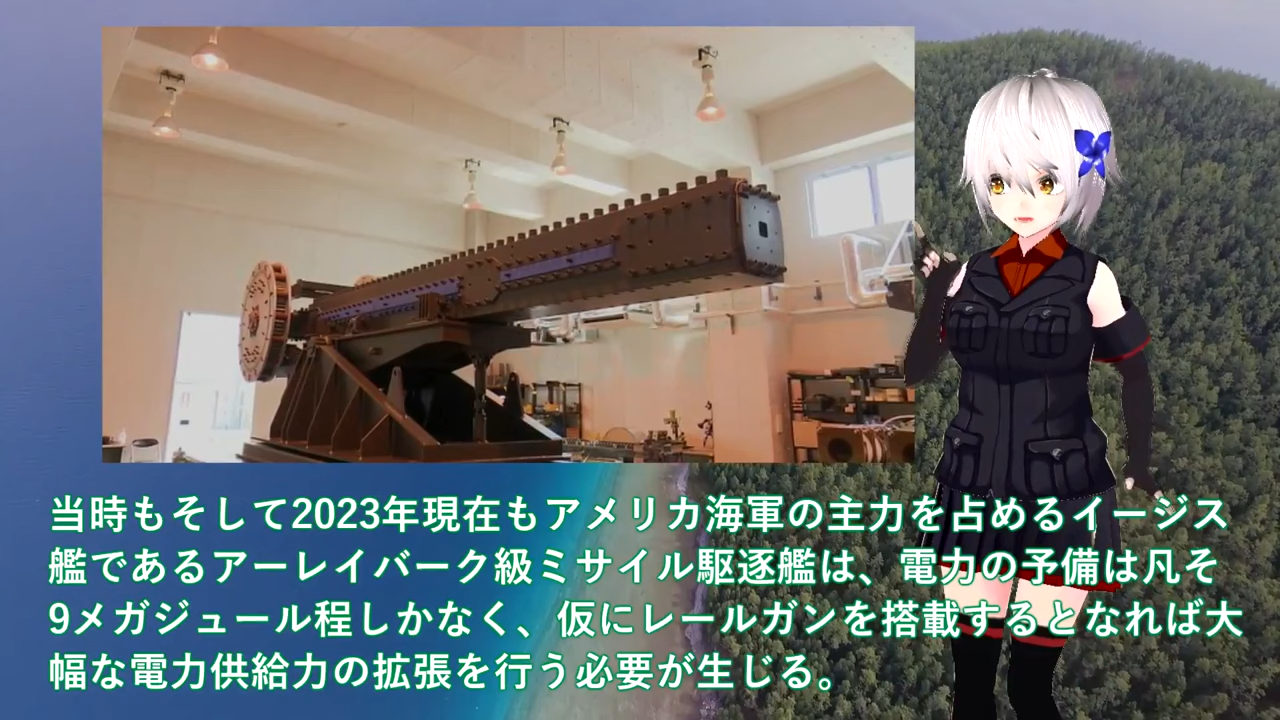 当時もそして2023年現在もアメリカ海軍の主力を占めるイージス
艦であるアーレイバーク級ミサイル駆逐艦は、電力の予備は凡そ
9メガジュール程しかなく、仮にレールガンを搭載するとなれば大
幅な電力供給力の拡張を行う必要が生じる。